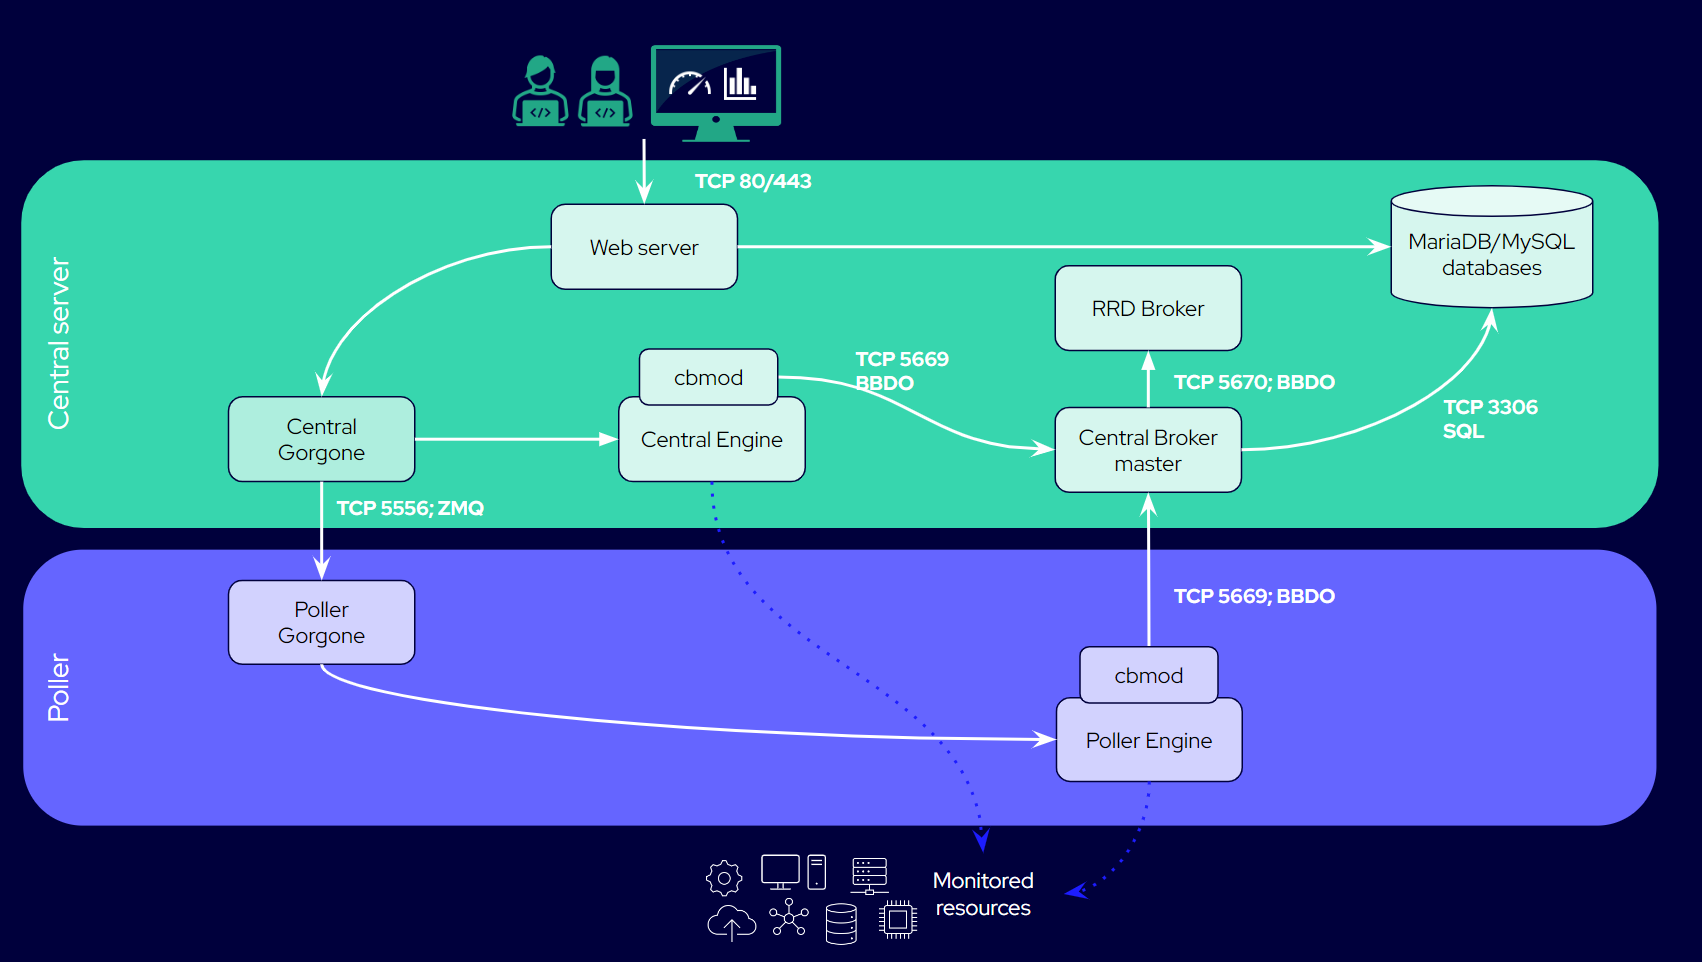 </>
</>
TCP 80/443
Central server
Web server
MariaDB/MySQL
databases
RRD Broker
cbmod
TCP 5669
BBDO
TCP 5670; BBDO
TCP 3306
SQL
Central
Gorgone
Central Engine
Central Broker
master
TCP 5556; ZMQ
Poller
Poller
Gorgone
TCP 5669; BBDO
cbmod
Poller Engine
Monitored
resources